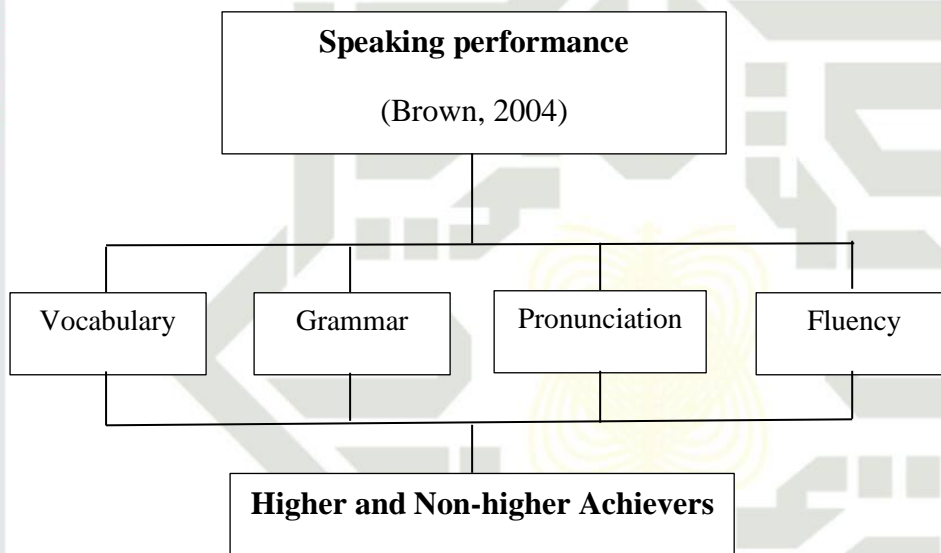 Speaking performance
(Brown, 2004)
Vocabulary
Grammar
Pronunciation
Fluency
Higher and Non-higher Achievers